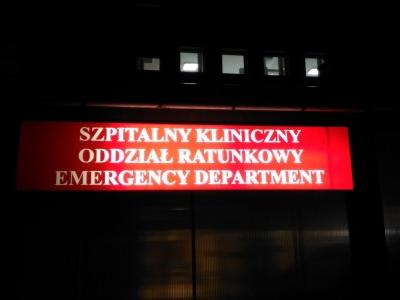 SZPITALNY KLINICZNY
ODDZIAŁ RATUNKOWY
EMERGENCY DEPARTMENT